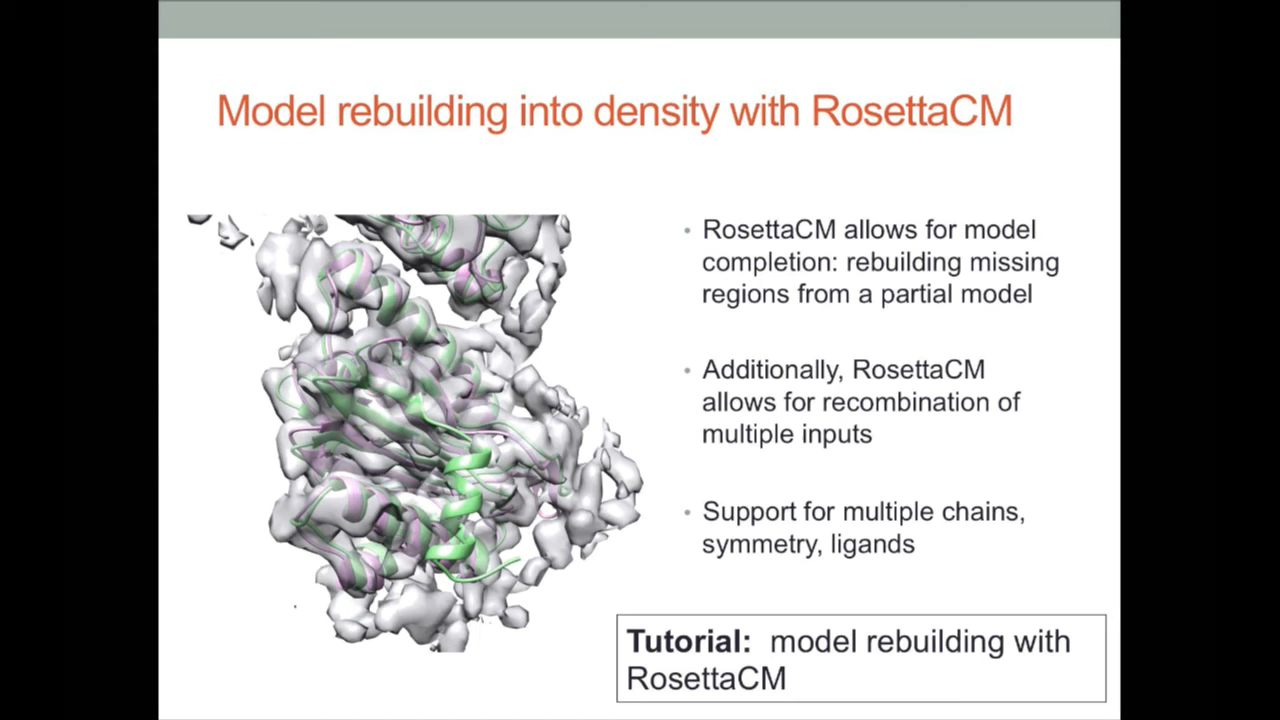 Model rebuilding into density with RosettaCM
• RosettaCM allows for model
completion: rebuilding missing
regions from a partial model
• Additionally, RosettaCM
allows for recombination of
multiple inputs
• Support for multiple chains,
symmetry, ligands
Tutorial: model rebuilding with
RosettaCM